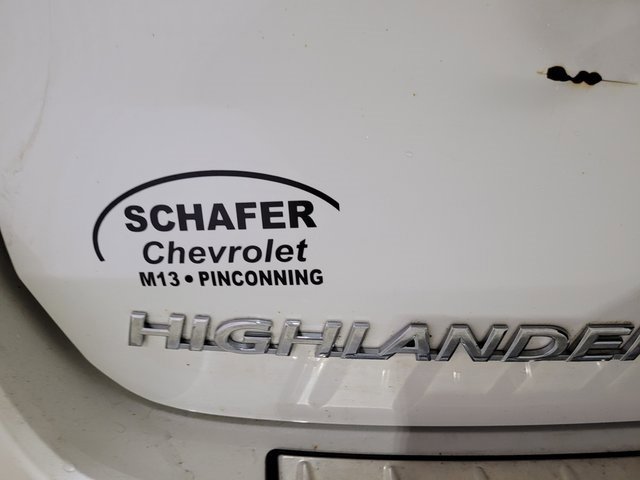 SCHAFER
Chevrolet
M13 • PINCONNING
HIGHLANDER